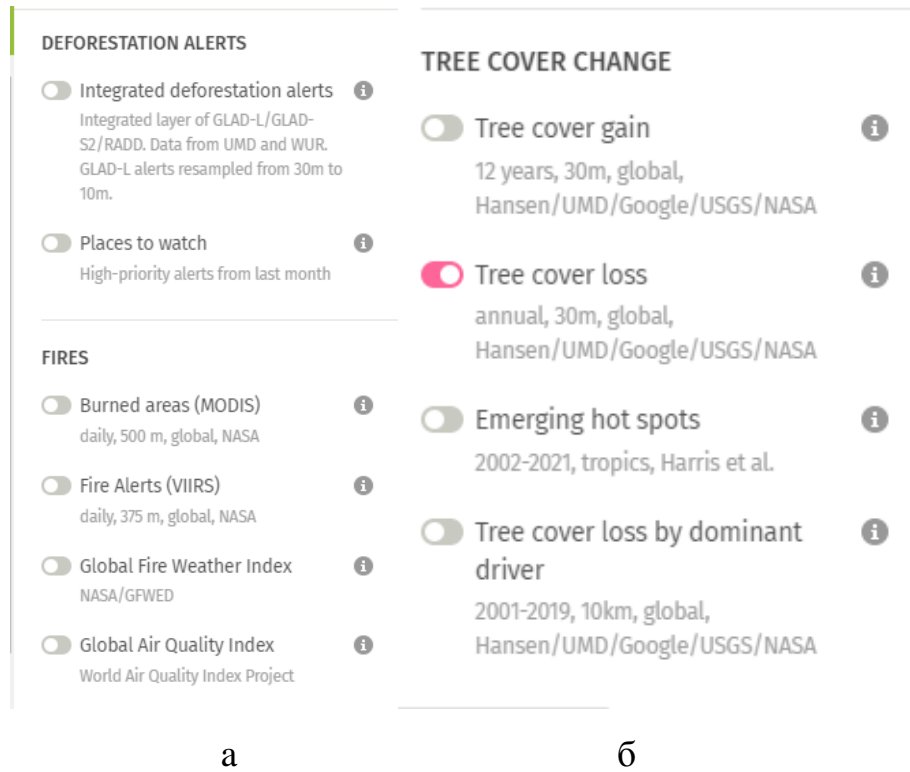 DEFORESTATION ALERTS
Integrated deforestation alerts
Integrated layer of GLAD-L/GLAD-
S2/RADD. Data from UMD and WUR.
GLAD-L alerts resampled from 30m to
10m.
Places to watch
High-priority alerts from last month
FIRES
Burned areas (MODIS)
daily, 500 m, global, NASA
Fire Alerts (VIIRS)
daily, 375 m, global, NASA
Global Fire Weather Index
NASA/GFWED
Global Air Quality Index
World Air Quality Index Project
а
TREE COVER CHANGE
Tree cover gain
12 years, 30m, global,
Hansen/UMD/Google/USGS/NASA
Tree cover loss
annual, 30m, global,
Hansen/UMD/Google/USGS/NASA
Emerging hot spots
2002-2021, tropics, Harris et al.
Tree cover loss by dominant
driver
2001-2019, 10km, global,
Hansen/UMD/Google/USGS/NASA
б